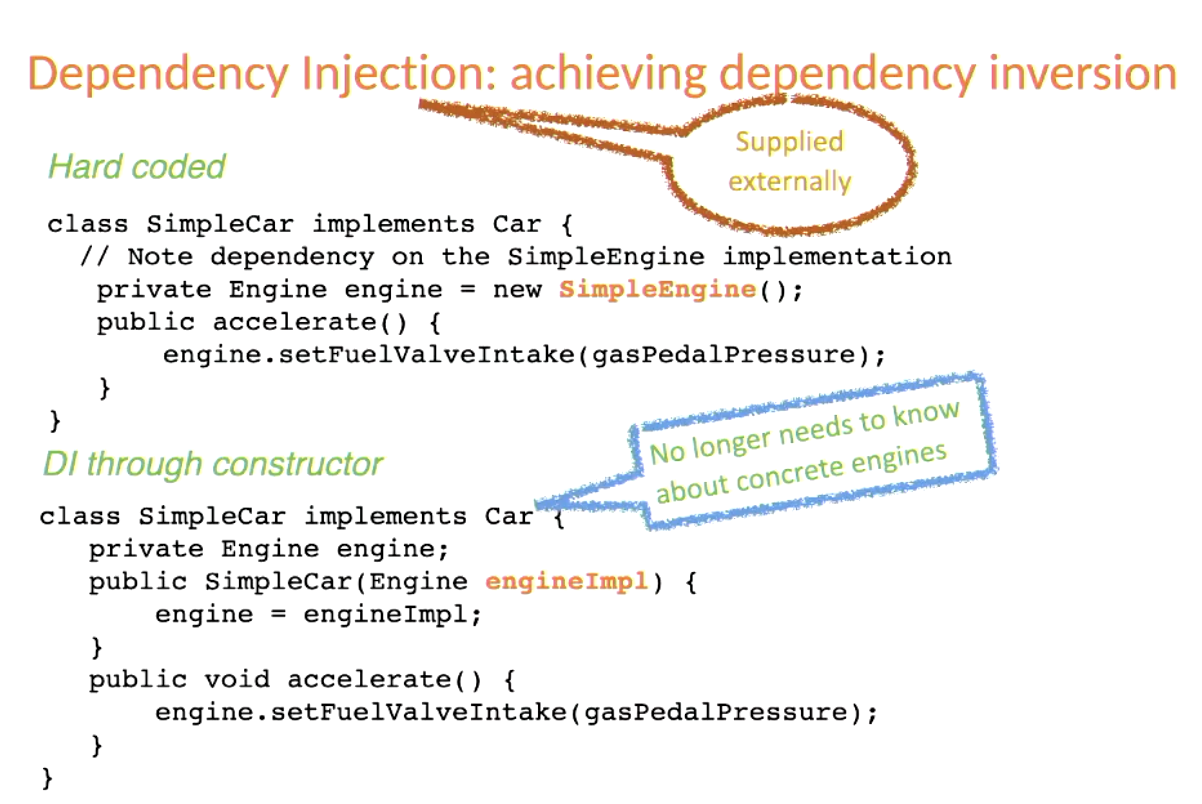 Dependency Injection: achieving dependency inversion
Supplied
externally
Hard coded
class SimpleCar implements Car {
// Note dependency on the SimpleEngine implementation
private Engine engine = new SimpleEngine();
public accelerate() {
engine.setFuelValveIntake(gasPedalPressure);
}
}
No longer needs to know
about concrete engines
DI through constructor
class SimpleCar implements Car {
private Engine engine;
public SimpleCar(Engine engineImpl) {
engine = engineImpl;
}
public void accelerate() {
engine.setFuelValveIntake(gasPedalPressure);
}
}